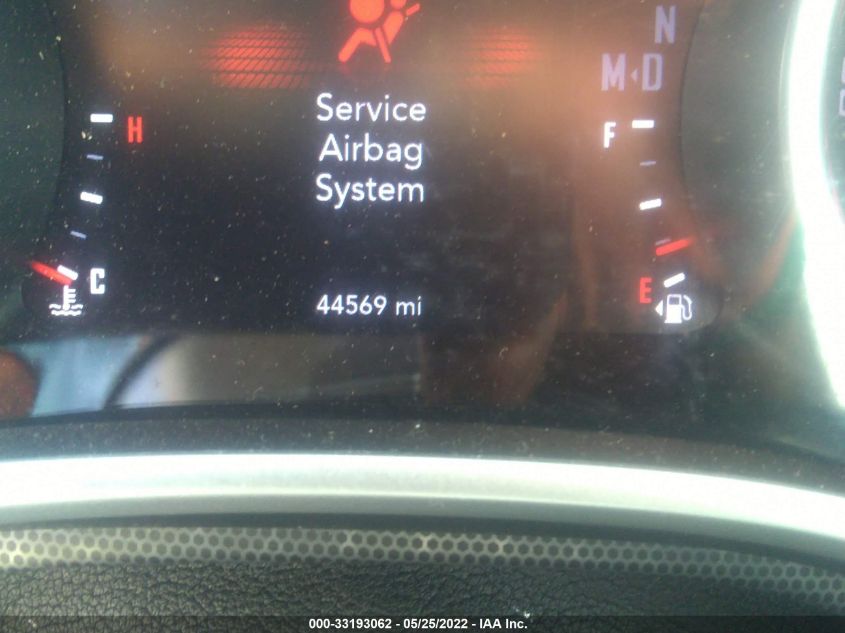 N
M D
H
Service
Airbag
System
F
C
44569 mi
E
000-33193062 - 05/25/2022 - IAA Inc.